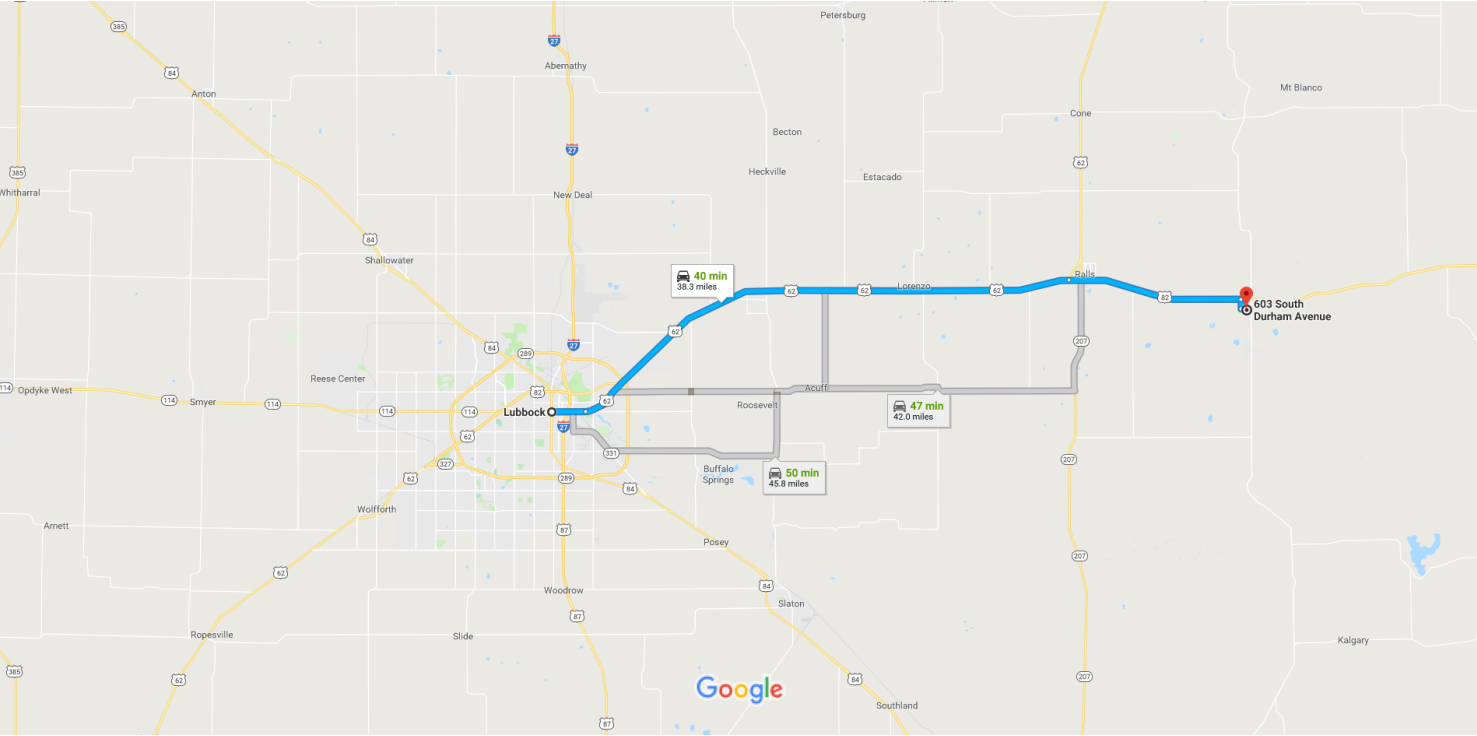 Petersburg
385
27
Abernathy
84
Anton
Mt Blanco
Cone
Becton
27
62
385
Heckville
Estacado
Whitharral
New Deal
84
Shallowater
40 min
38.3 miles
Ralls
62
62
Lorenzo
62
82
603 South
Durham Avenue
62
27
84
289
207
Reese Center
114
Opdyke West
82
Acuff
114
Smyer
114
114
62
Roosevelt
47 min
42.0 miles
Lubbock
27
62
331
207
327
Buffalo
Springs
50 min
45.8 miles
62
289
84
Wolfforth
Arnett
87
Posey
207
62
84
Woodrow
Slaton
87
Ropesville
Slide
Kalgary
385
62
Google
84
207
Southland
87